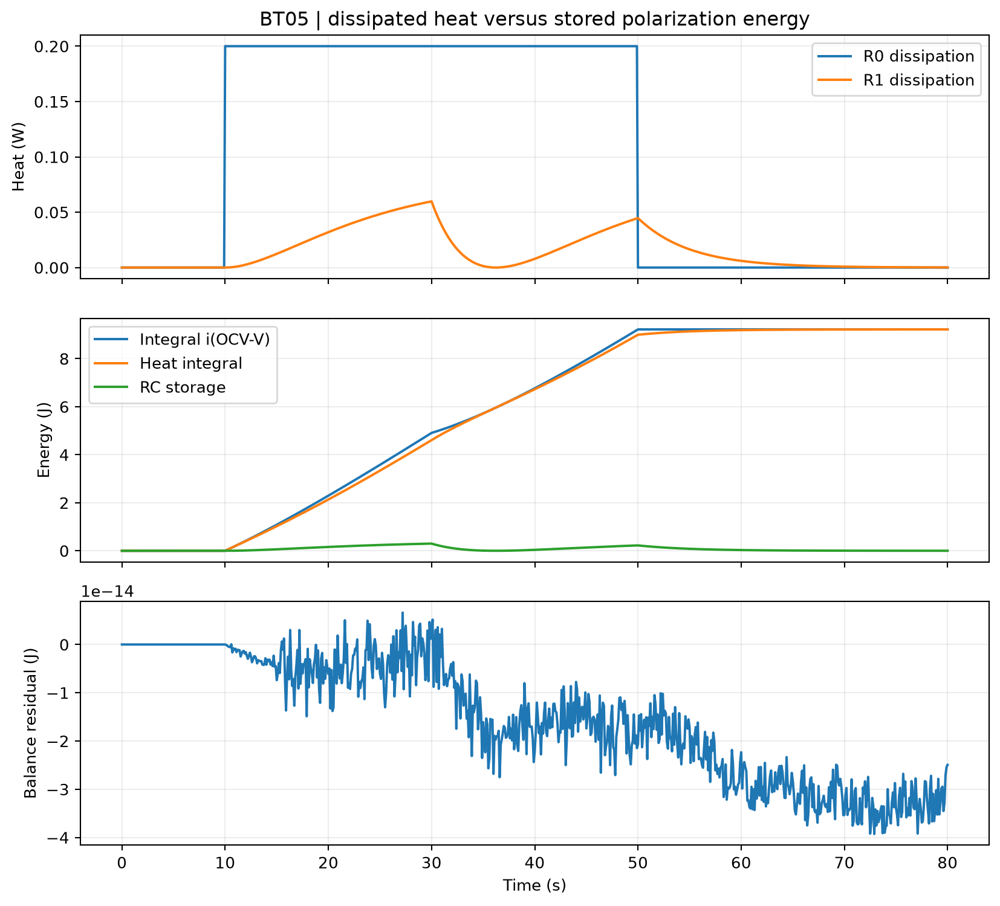 BT05 | dissipated heat versus stored polarization energy
0.20
0.15
0.10
0.05
0.00
Heat (W)
R0 dissipation
R1 dissipation
8
6
4
2
0
Energy (J)
Integral i(OCV-V)
Heat integral
RC storage
1e−14
0
−1
−2
−3
−4
Balance residual (J)
0 10 20 30 40 50 60 70 80
Time (s)